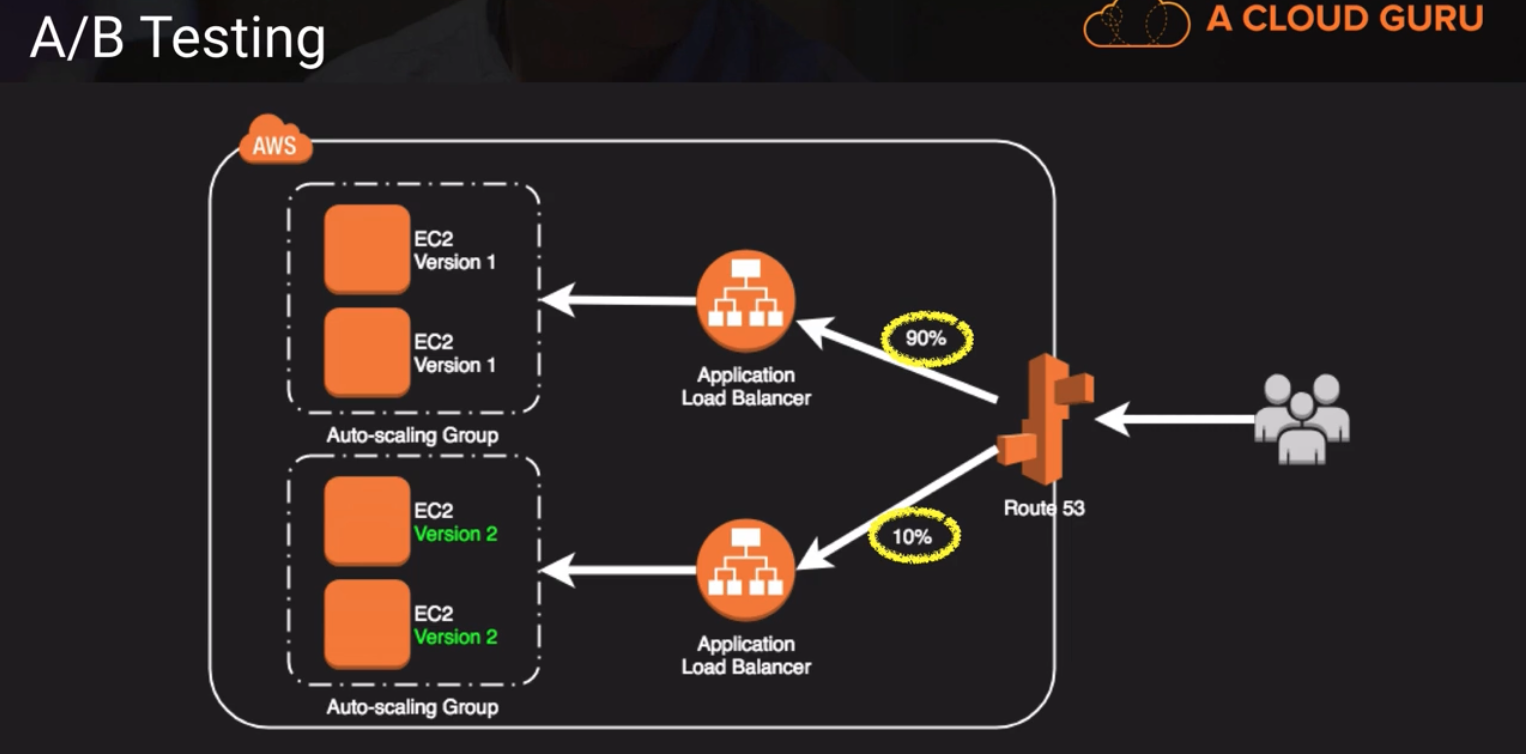 A/B Testing
A CLOUD GURU
AWS
EC2
Version 1
EC2
Version 1
Auto-scaling Group
Application
Load Balancer
90%
Route 53
EC2
Version 2
EC2
Version 2
Auto-scaling Group
Application
Load Balancer
10%